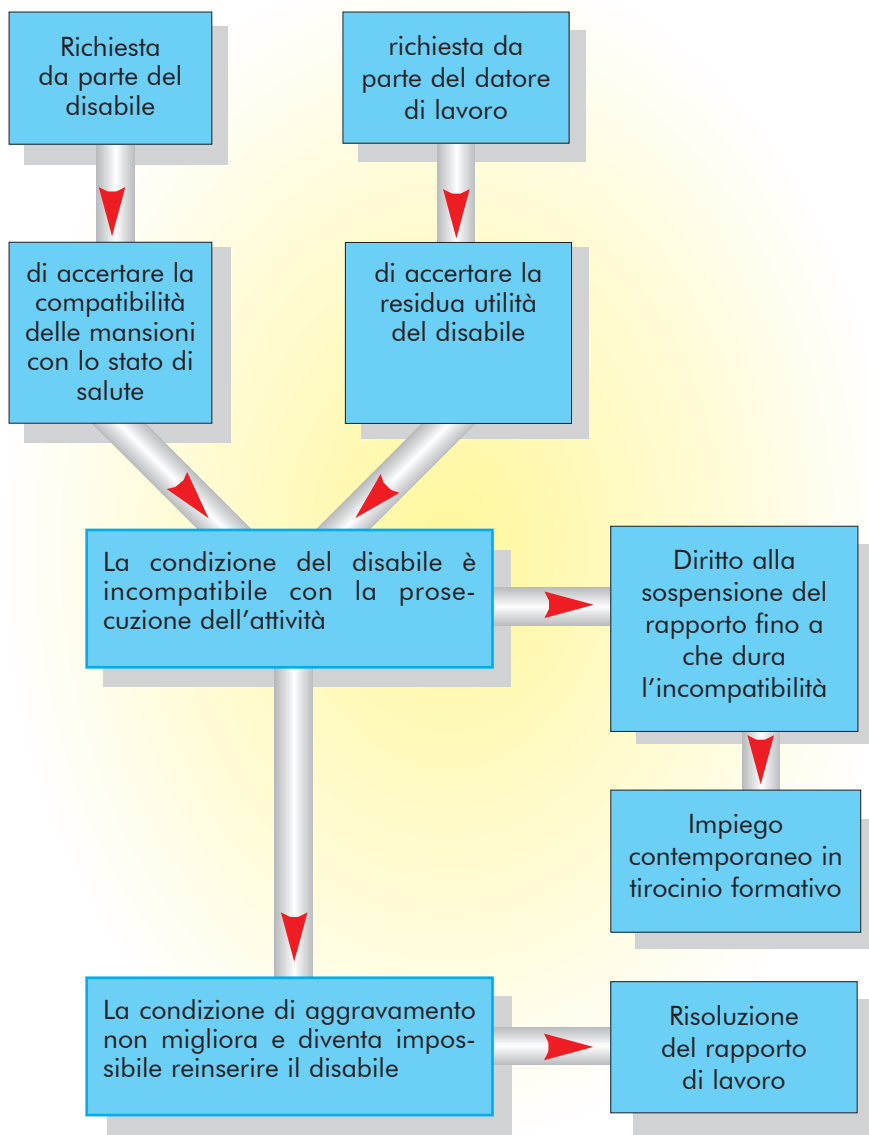 Richiesta
da parte del
disabile
richiesta da
parte del datore
di lavoro
di accertare la
compatibilità
delle mansioni
con lo stato di
salute
di accertare la
residua utilità
del disabile
La condizione del disabile è
incompatibile con la prose-
cuzione dell'attività
Diritto alla
sospensione del
rapporto fino a
che dura
l'incompatibilità
Impiego
contemporaneo in
tirocinio formativo
La condizione di aggravamento
non migliora e diventa impos-
sibile reinserire il disabile
Risoluzione
del rapporto
di lavoro